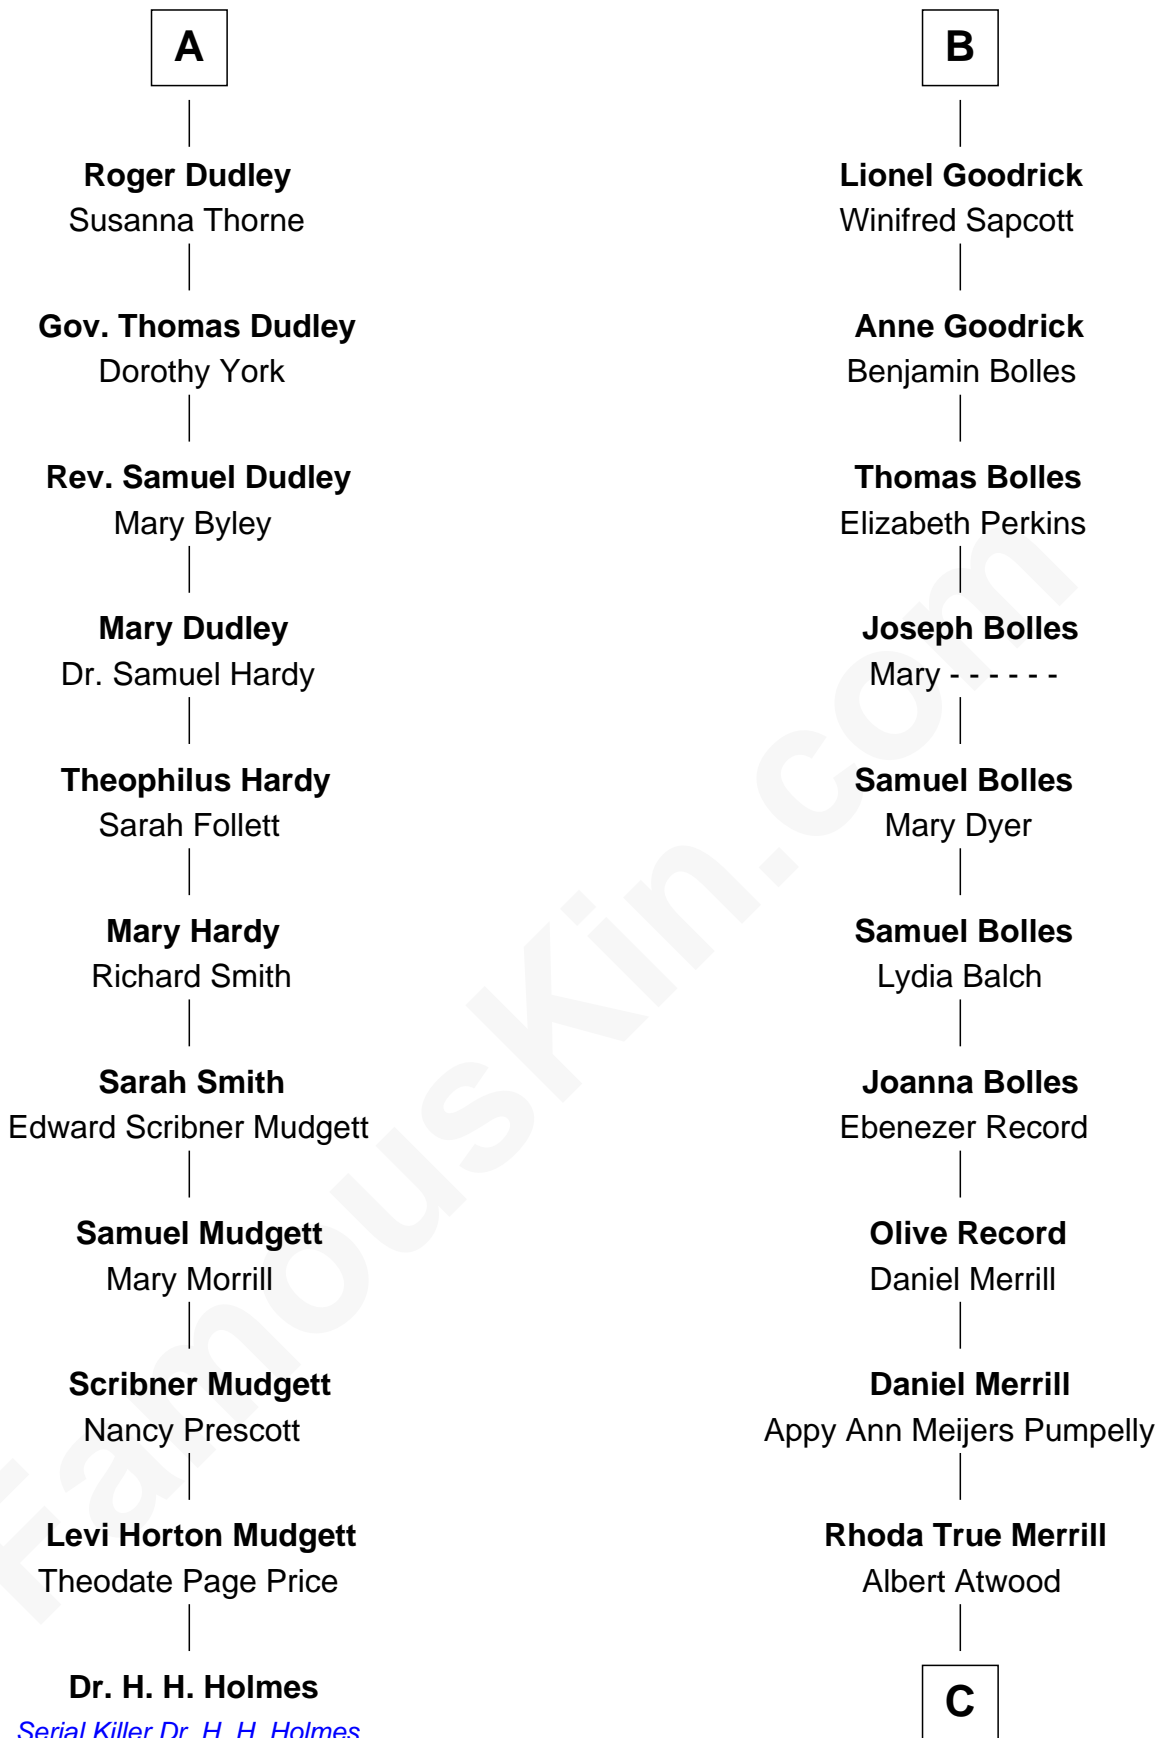 A
Roger Dudley
Susanna Thorne
Gov. Thomas Dudley
Dorothy York
Rev. Samuel Dudley
Mary Byley
Mary Dudley
Dr. Samuel Hardy
Theophilus Hardy
Sarah Follett
Mary Hardy
Richard Smith
Sarah Smith
Edward Scribner Mudgett
Samuel Mudgett
Mary Morrill
Scribner Mudgett
Nancy Prescott
Levi Horton Mudgett
Theodate Page Price
Dr. H. H. Holmes
Serial Killer Dr. H. H. Holmes
B
Lionel Goodrick
Winifred Sapcott
Anne Goodrick
Benjamin Bolles
Thomas Bolles
Elizabeth Perkins
Joseph Bolles
Mary - - - - - -
Samuel Bolles
Mary Dyer
Samuel Bolles
Lydia Balch
Joanna Bolles
Ebenezer Record
Olive Record
Daniel Merrill
Daniel Merrill
Appy Ann Meijers Pumpelly
Rhoda True Merrill
Albert Atwood
C
FamousKin.com